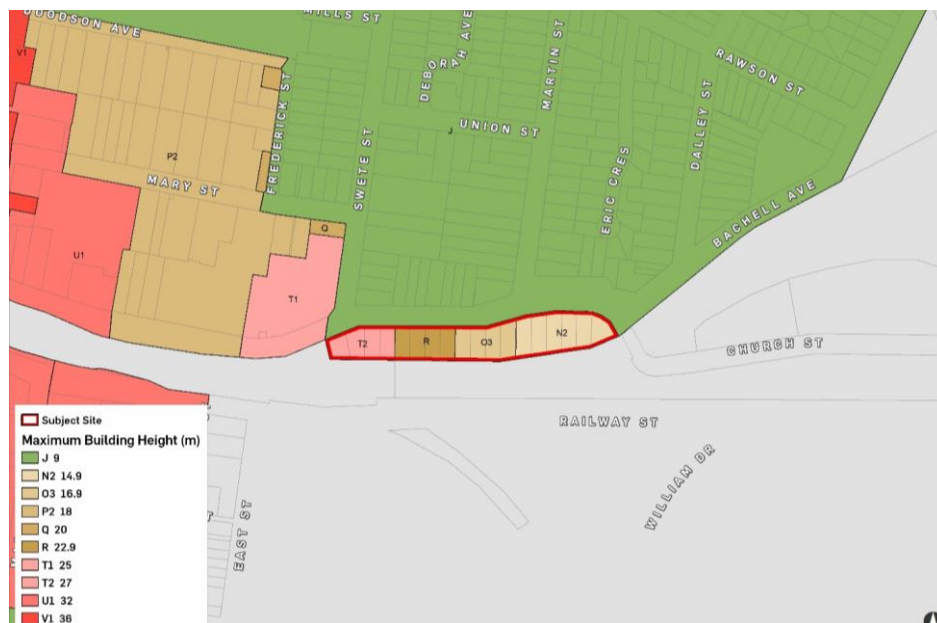 DODSON AVE
MILLS ST
DEBORAH AVE
MARTIN ST
RAWSON ST
V1
FREDERICK ST
SWETE ST
J
UNION ST
DALLEY ST
P2
MARY ST
ERIC CRES
BACHELL AVE
Q
U1
T1
T2
R
O3
N2
CHURCH ST
RAILWAY ST
WILLIAM DR
EAST ST
Subject Site
Maximum Building Height (m)
J 9
N2 14.9
O3 16.9
P2 18
Q 20
R 22.9
T1 25
T2 27
U1 32
V1 36